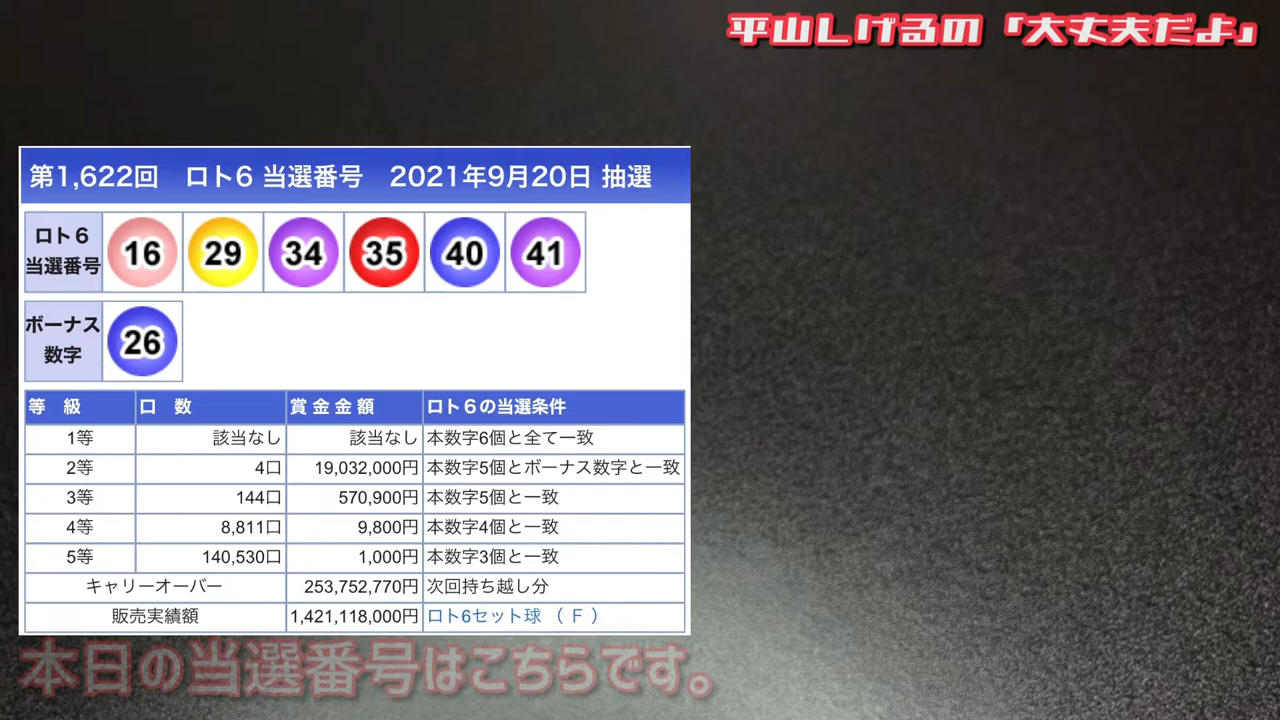 平山しげるの「大丈夫だよ」
第1,622回 ロト6 当選番号 2021年9月20日 抽選
ロト6 当選番号 16 29 34 35 40 41
ボーナス数字 26
等 級 口 数 賞金金額 ロト6の当選条件
1等 該当なし 該当なし 本数字6個と全て一致
2等 4口 19,032,000円 本数字5個とボーナス数字と一致
3等 144口 570,900円 本数字5個と一致
4等 8,811口 9,800円 本数字4個と一致
5等 140,530口 1,000円 本数字3個と一致
キャリーオーバー 253,752,770円 次回持ち越し分
販売実績額 1,421,118,000円 ロト6セット球 ( F )
本日の当選番号はこちらです。